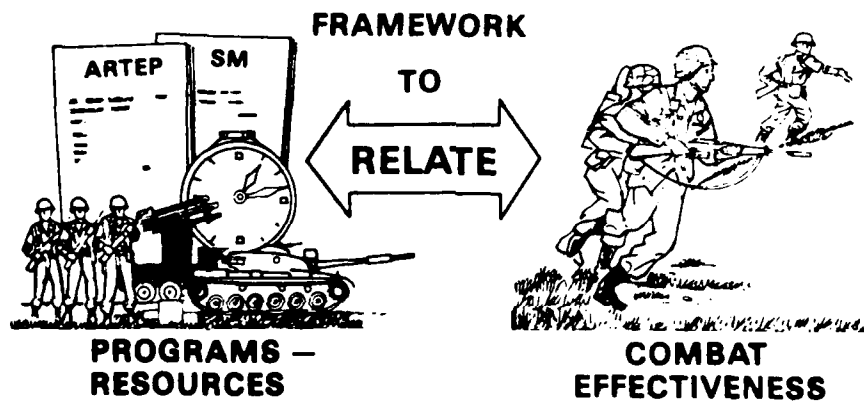 FRAMEWORK
TO
RELATE
ARTEP
SM
PROGRAMS –
RESOURCES
COMBAT
EFFECTIVENESS